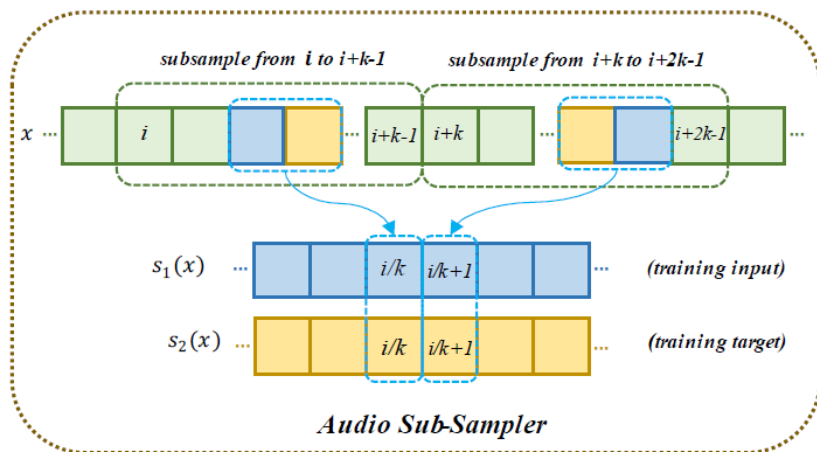 subsample from i to i+k-1 subsample from i+k to i+2k-1
x ... i ... i+k-1 i+k ... i+2k-1 ...
s₁(x) ... i/k i/k+1 ... (training input)
s₂(x) ... i/k i/k+1 ... (training target)
Audio Sub-Sampler